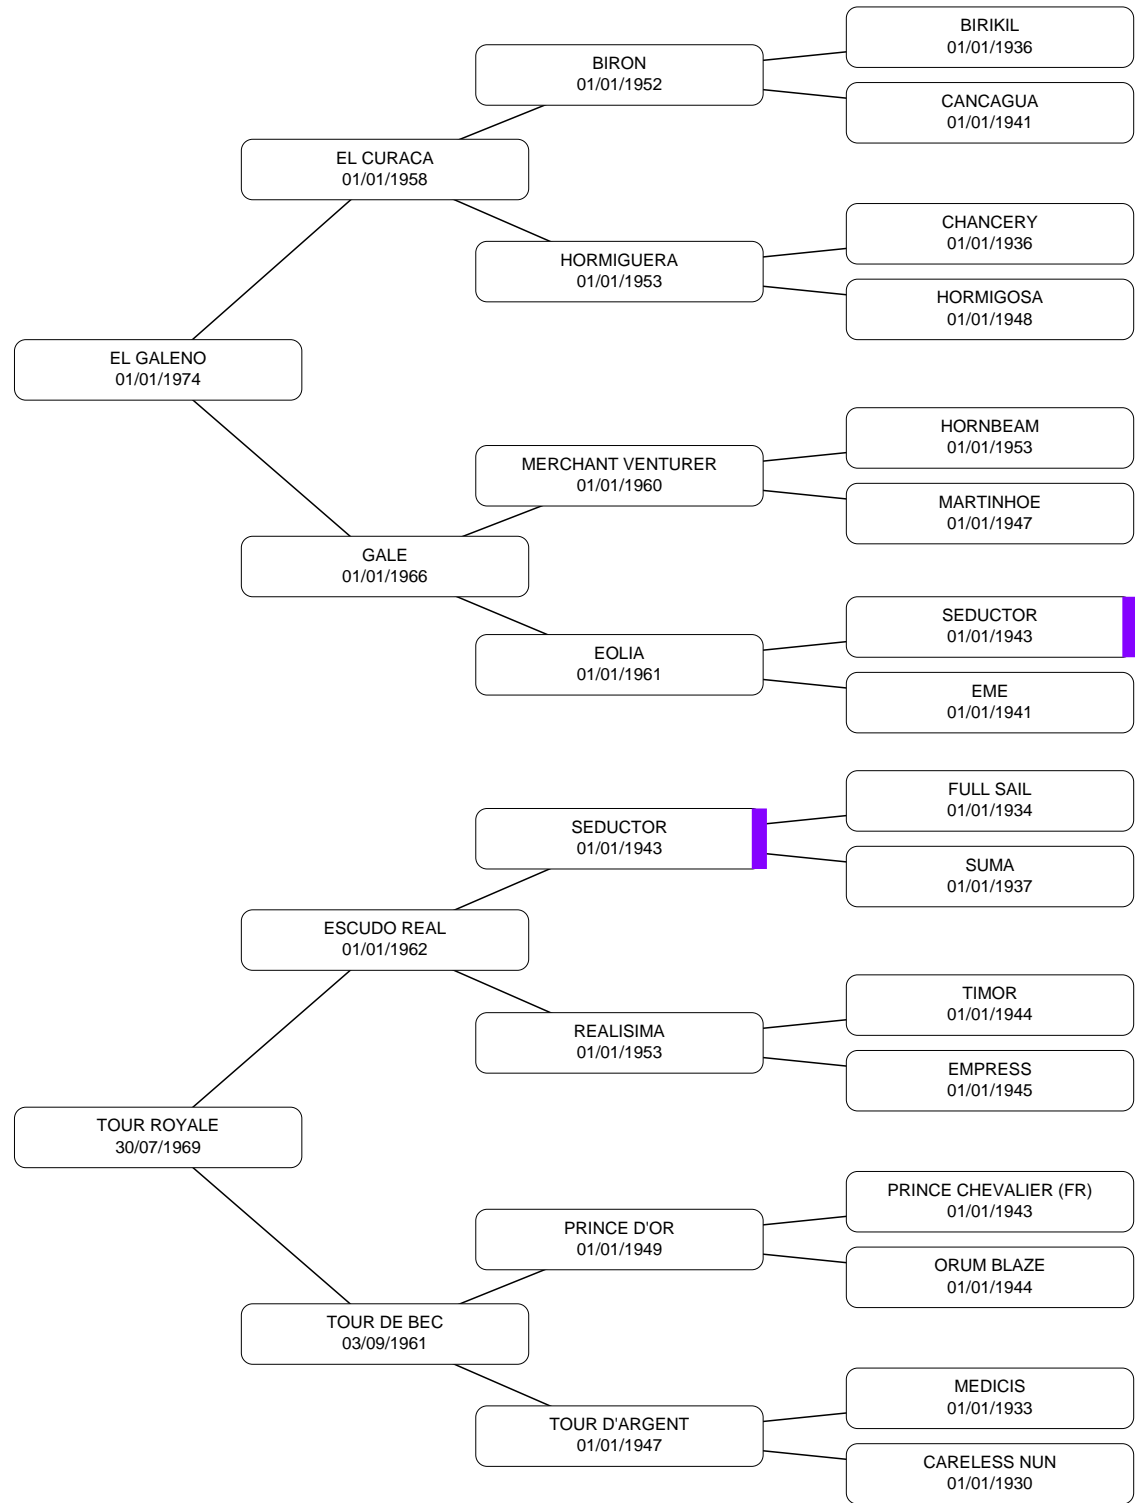 BIRIKIL
01/01/1936
BIRON
01/01/1952
CANCAGUA
01/01/1941
EL CURACA
01/01/1958
CHANCERY
01/01/1936
HORMIGUERA
01/01/1953
HORMIGOSA
01/01/1948
EL GALENO
01/01/1974
HORNBEAM
01/01/1953
MERCHANT VENTURER
01/01/1960
MARTINHOE
01/01/1947
GALE
01/01/1966
SEDUCTOR
01/01/1943
EOLIA
01/01/1961
EME
01/01/1941
FULL SAIL
01/01/1934
SEDUCTOR
01/01/1943
SUMA
01/01/1937
ESCUDO REAL
01/01/1962
TIMOR
01/01/1944
REALISIMA
01/01/1953
EMPRESS
01/01/1945
TOUR ROYALE
30/07/1969
PRINCE CHEVALIER (FR)
01/01/1943
PRINCE D'OR
01/01/1949
ORUM BLAZE
01/01/1944
TOUR DE BEC
03/09/1961
MEDICIS
01/01/1933
TOUR D'ARGENT
01/01/1947
CARELESS NUN
01/01/1930